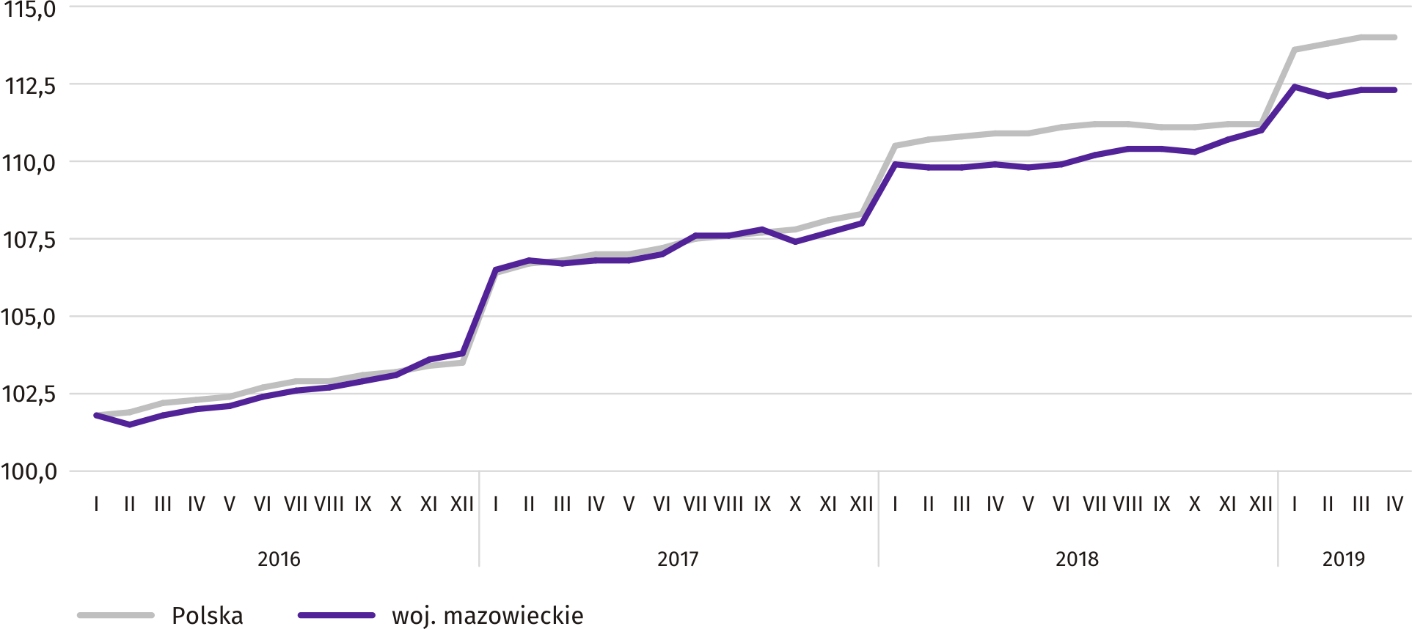 115,0
112,5
110,0
107,5
105,0
102,5
100,0
I II III IV V VI VII VIII IX X XI XII I II III IV V VI VII VIII IX X XI XII I II III IV V VI VII VIII IX X XI XII I II III IV
2016 2017 2018 2019
Polska woj. mazowieckie